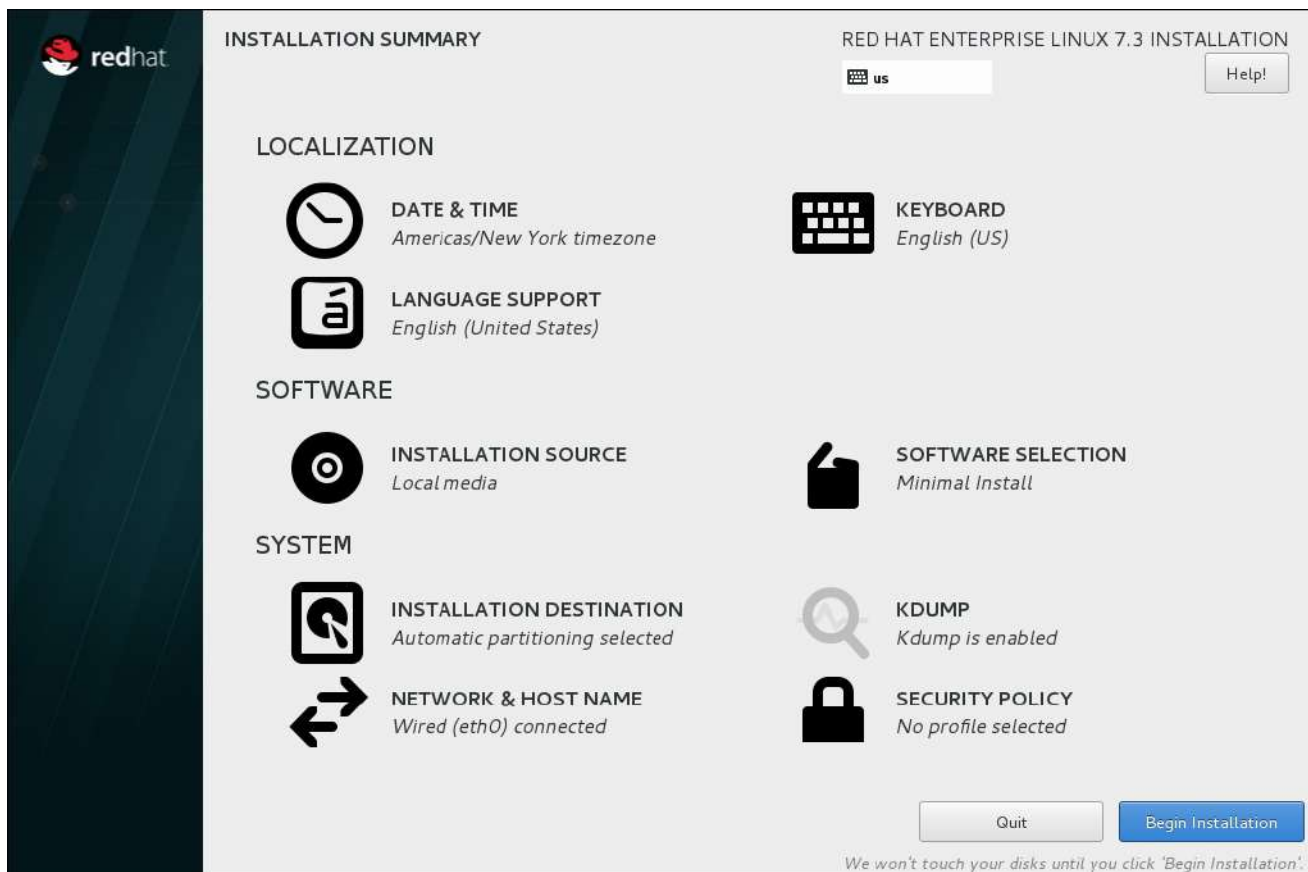 redhat
INSTALLATION SUMMARY
RED HAT ENTERPRISE LINUX 7.3 INSTALLATION
us
Help!
LOCALIZATION
DATE & TIME
Americas/New York timezone
KEYBOARD
English (US)
á
LANGUAGE SUPPORT
English (United States)
SOFTWARE
INSTALLATION SOURCE
Local media
SOFTWARE SELECTION
Minimal Install
SYSTEM
INSTALLATION DESTINATION
Automatic partitioning selected
KDUMP
Kdump is enabled
NETWORK & HOST NAME
Wired (eth0) connected
SECURITY POLICY
No profile selected
Quit
Begin Installation
We won't touch your disks until you click 'Begin Installation'.